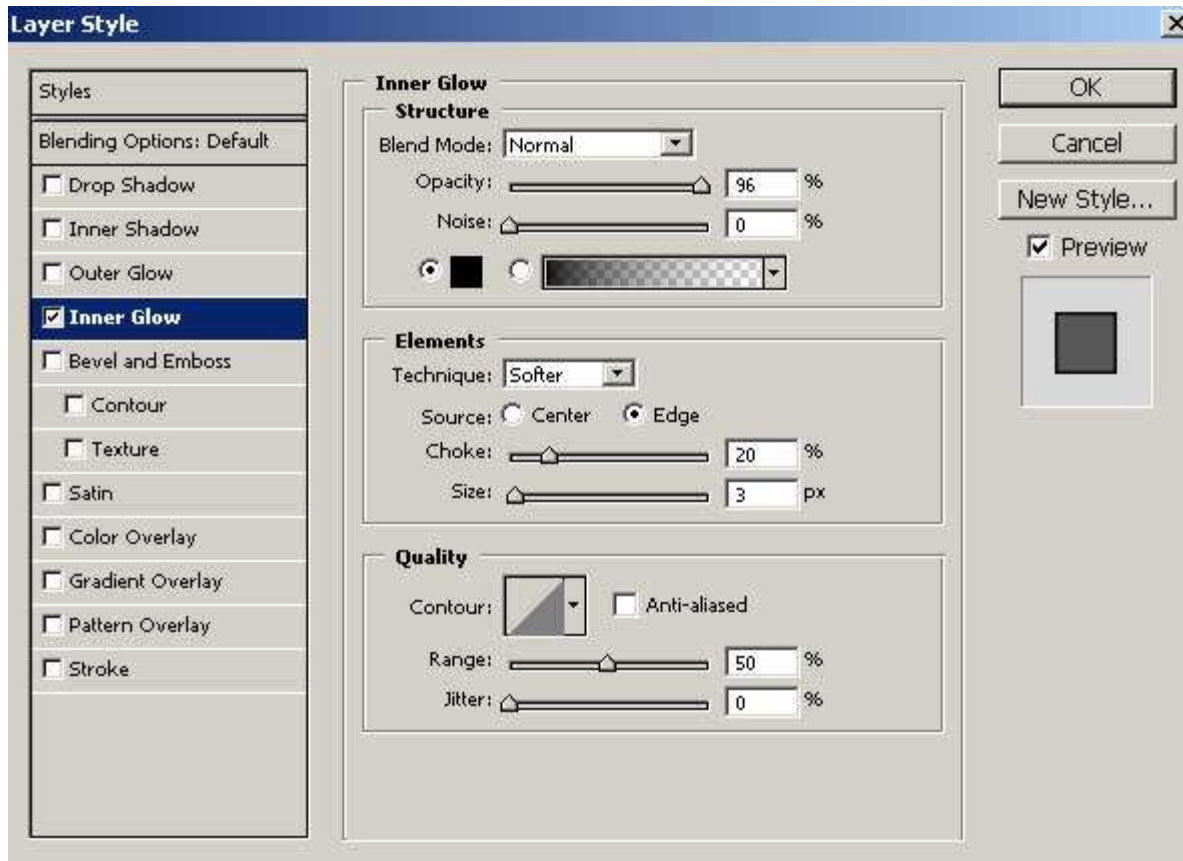 Layer Style
Styles
Blending Options: Default
Drop Shadow
Inner Shadow
Outer Glow
Inner Glow
Bevel and Emboss
Contour
Texture
Satin
Color Overlay
Gradient Overlay
Pattern Overlay
Stroke
Inner Glow
Structure
Blend Mode: Normal
Opacity: 96 %
Noise: 0 %
Elements
Technique: Softer
Source: Center Edge
Choke: 20 %
Size: 3 px
Quality
Contour: Anti-aliased
Range: 50 %
Jitter: 0 %
OK
Cancel
New Style...
Preview